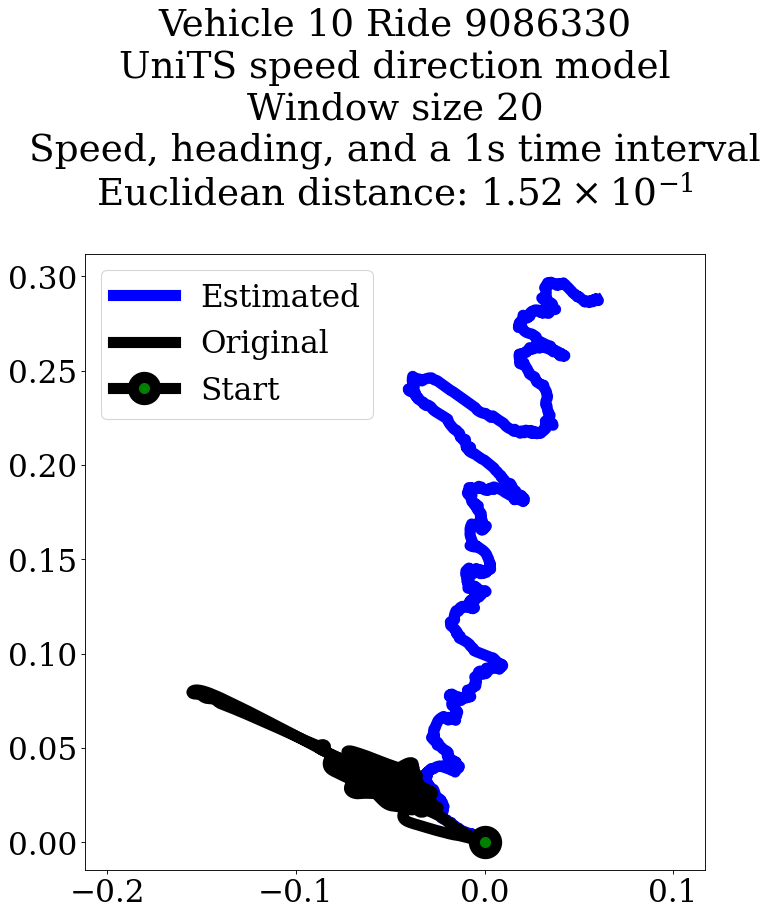 Vehicle 10 Ride 9086330
UniTS speed direction model
Window size 20
Speed, heading, and a 1s time interval
Euclidean distance: 1.52 × 10⁻¹
Estimated
Original
Start
0.30
0.25
0.20
0.15
0.10
0.05
0.00
−0.2 −0.1 0.0 0.1